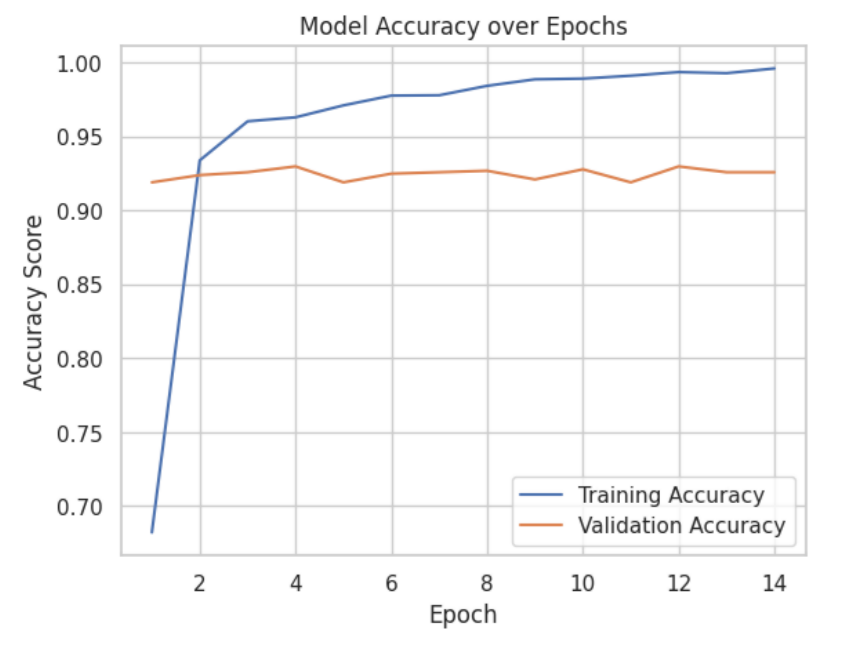 Model Accuracy over Epochs
1.00
0.95
0.90
0.85
0.80
0.75
0.70
Accuracy Score
Training Accuracy
Validation Accuracy
2 4 6 8 10 12 14
Epoch